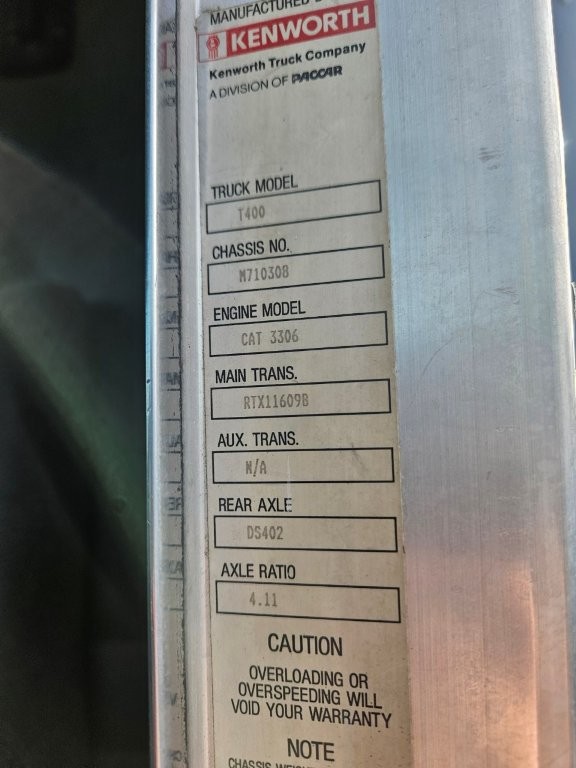 MANUFACTURED
KENWORTH
Kenworth Truck Company
A DIVISION OF PACCAR
TRUCK MODEL
T400
CHASSIS NO.
M710308
ENGINE MODEL
CAT 3306
MAIN TRANS.
RTX11609B
AUX. TRANS.
N/A
REAR AXLE
DS402
AXLE RATIO
4.11
CAUTION
OVERLOADING OR
OVERSPEEDING WILL
VOID YOUR WARRANTY
NOTE